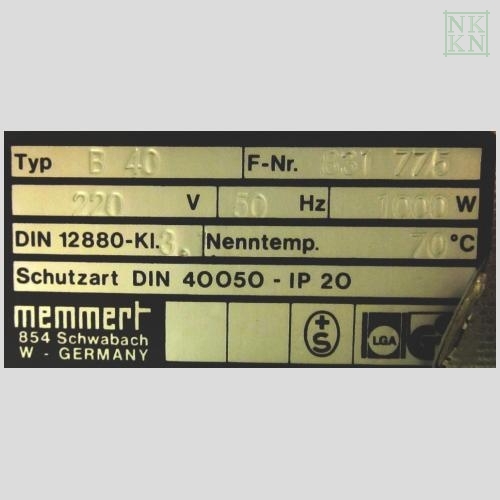 NK
KN
Typ B 40 F-Nr. 831 775
220 V 50 Hz 1000 W
DIN 12880-Kl. 3. Nenntemp. 70 °C
Schutzart DIN 40050 - IP 20
memmert
854 Schwabach
W - GERMANY
+S
LGA